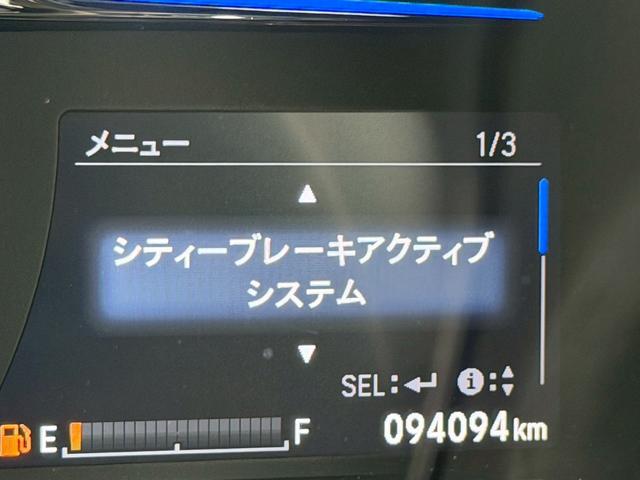 メニュー 1/3
▲
シティーブレーキアクティブ
システム
▼
SEL:↵ i:▲▼
E F 094094km